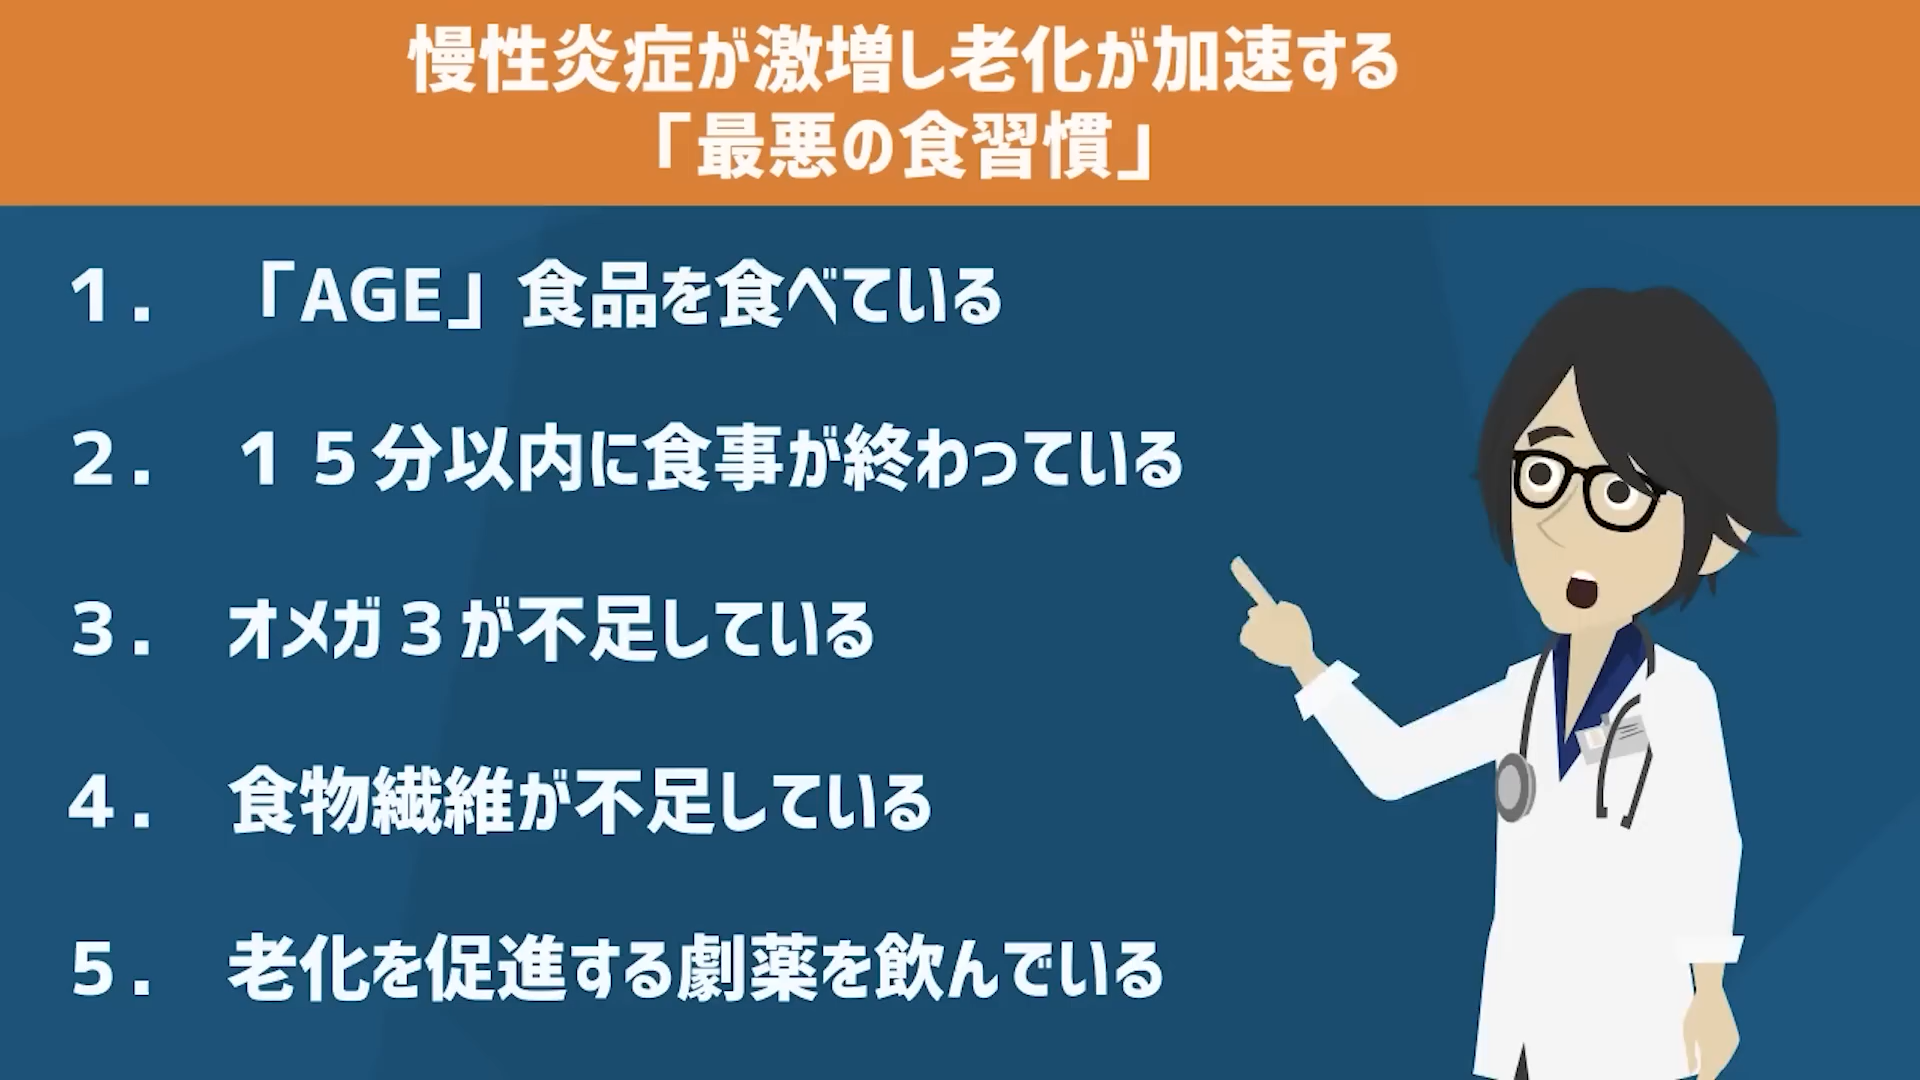 慢性炎症が激増し老化が加速する
「最悪の食習慣」
１． 「AGE」食品を食べている
２． １５分以内に食事が終わっている
３． オメガ３が不足している
４． 食物繊維が不足している
５． 老化を促進する劇薬を飲んでいる